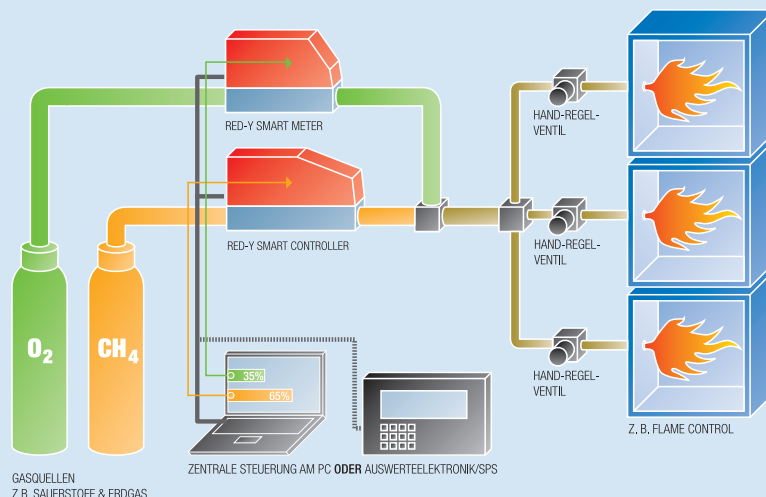 RED-Y SMART METER
HAND-REGEL-
VENTIL
RED-Y SMART CONTROLLER
HAND-REGEL-
VENTIL
O₂
CH₄
35%
65%
HAND-REGEL-
VENTIL
Z. B. FLAME CONTROL
ZENTRALE STEUERUNG AM PC ODER AUSWERTEELEKTRONIK/SPS
GASQUELLEN
Z.B. SAUERSTOFF & ERDGAS